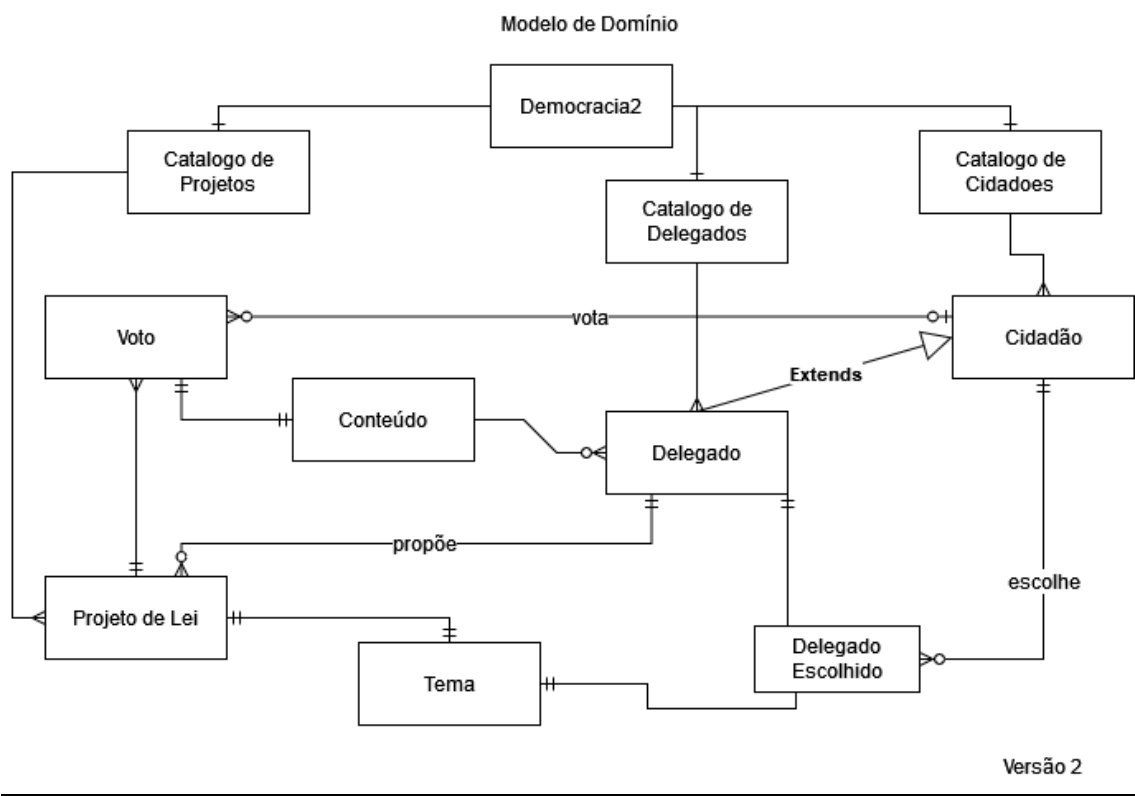 Modelo de Domínio
Democracia2
Catalogo de
Projetos
Catalogo de
Delegados
Catalogo de
Cidadoes
Voto
vota
Cidadão
Extends
Conteúdo
Delegado
propõe
escolhe
Projeto de Lei
Tema
Delegado
Escolhido
Versão 2